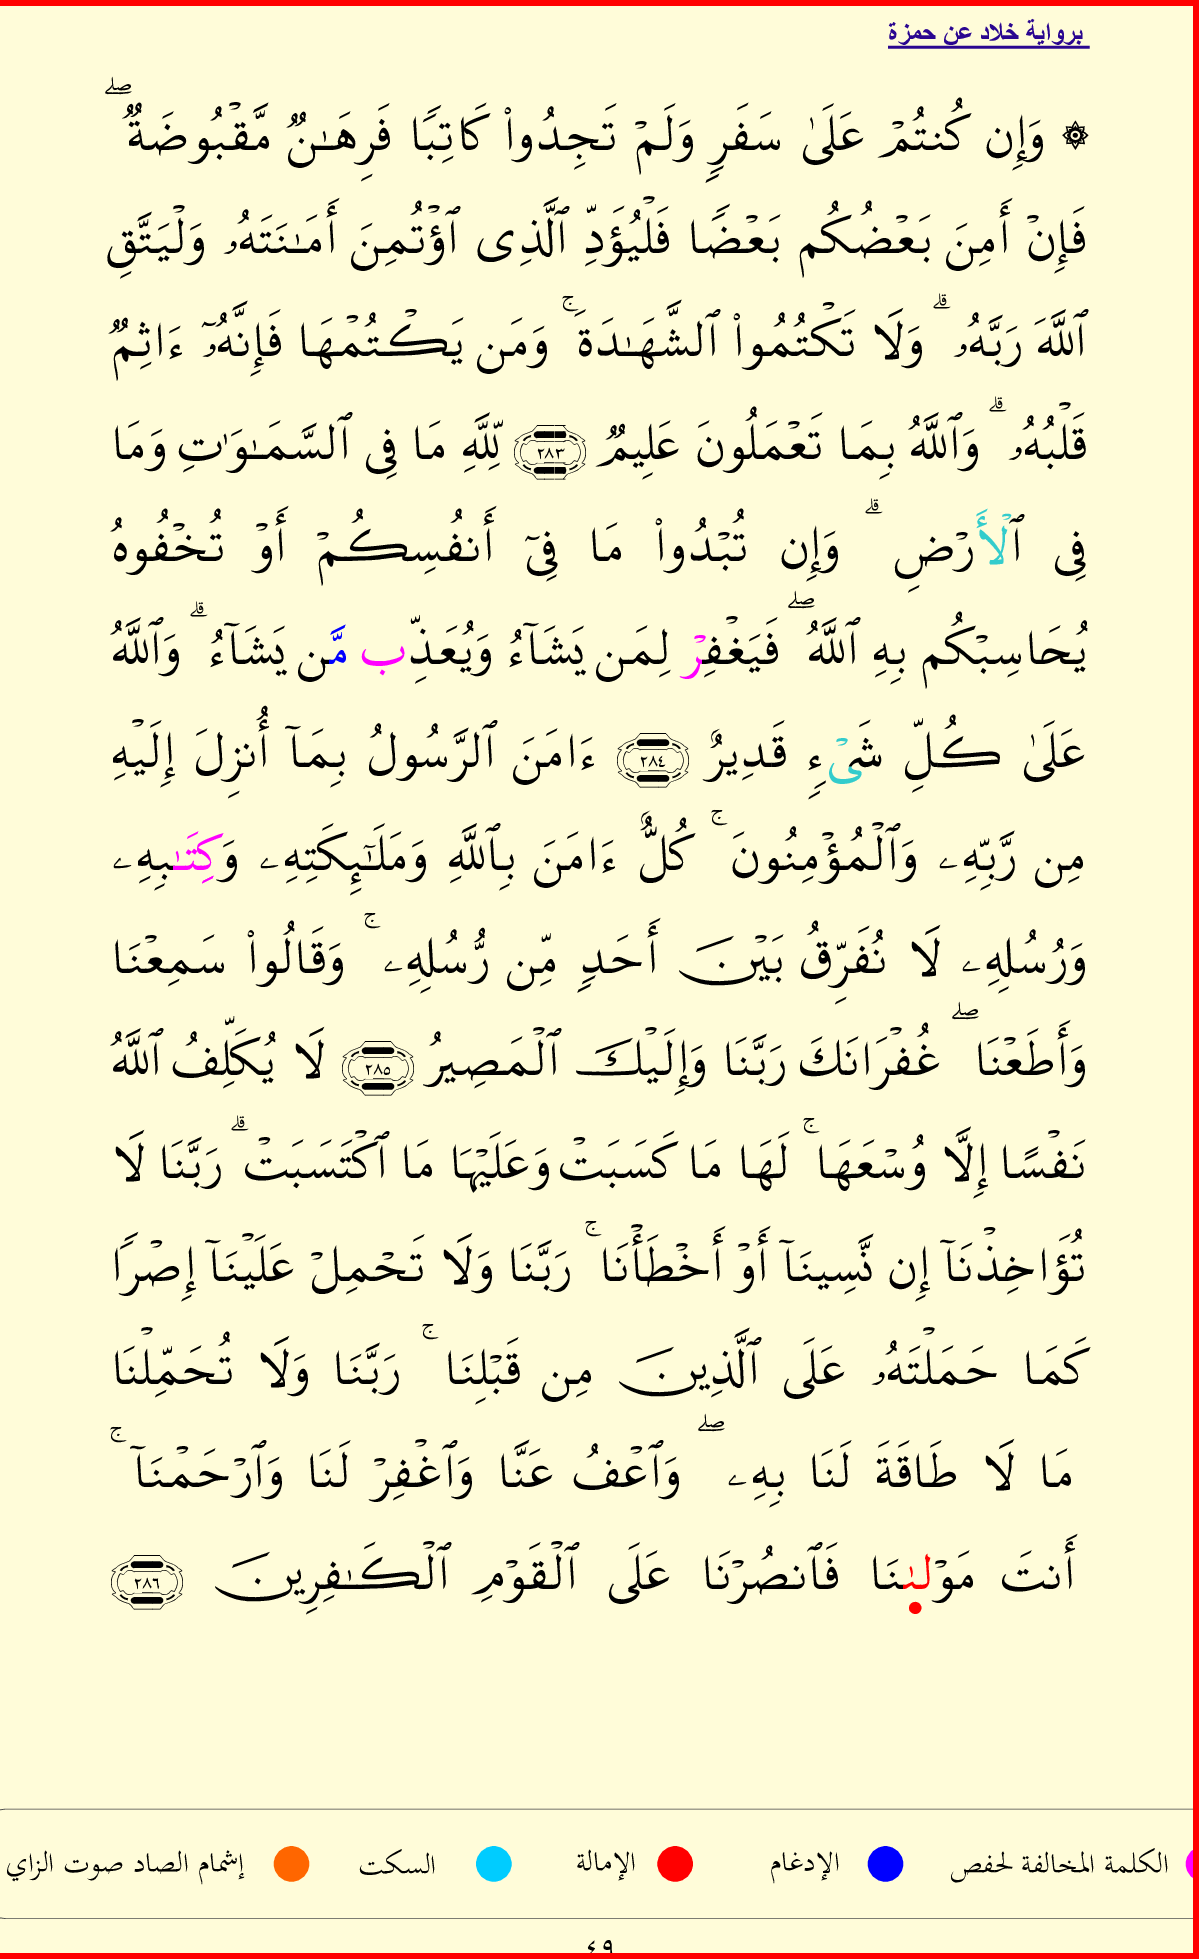 برواية خلاد عن حمزة
۞ وَإِن كُنتُمۡ عَلَىٰ سَفَرٖ وَلَمۡ تَجِدُواْ كَاتِبٗا فَرِهَٰنٞ مَّقۡبُوضَةٞۖ
فَإِنۡ أَمِنَ بَعۡضُكُم بَعۡضٗا فَلۡيُؤَدِّ ٱلَّذِي ٱؤۡتُمِنَ أَمَٰنَتَهُۥ وَلۡيَتَّقِ
ٱللَّهَ رَبَّهُۥۗ وَلَا تَكۡتُمُواْ ٱلشَّهَٰدَةَۚ وَمَن يَكۡتُمۡهَا فَإِنَّهُۥٓ ءَاثِمٞ
قَلۡبُهُۥۗ وَٱللَّهُ بِمَا تَعۡمَلُونَ عَلِيمٞ ٢٨٣ لِّلَّهِ مَا فِي ٱلسَّمَٰوَٰتِ وَمَا
فِي ٱلۡأَرۡضِۗ وَإِن تُبۡدُواْ مَا فِيٓ أَنفُسِكُمۡ أَوۡ تُخۡفُوهُ
يُحَاسِبۡكُم بِهِ ٱللَّهُۖ فَيَغۡفِرۡ لِمَن يَشَآءُ وَيُعَذِّب مَّن يَشَآءُۗ وَٱللَّهُ
عَلَىٰ كُلِّ شَيۡءٖ قَدِيرٌ ٢٨٤ ءَامَنَ ٱلرَّسُولُ بِمَآ أُنزِلَ إِلَيۡهِ
مِن رَّبِّهِۦ وَٱلۡمُؤۡمِنُونَۚ كُلٌّ ءَامَنَ بِٱللَّهِ وَمَلَٰٓئِكَتِهِۦ وَكِتَٰبِهِۦ
وَرُسُلِهِۦ لَا نُفَرِّقُ بَيۡنَ أَحَدٖ مِّن رُّسُلِهِۦۚ وَقَالُواْ سَمِعۡنَا
وَأَطَعۡنَاۖ غُفۡرَانَكَ رَبَّنَا وَإِلَيۡكَ ٱلۡمَصِيرُ ٢٨٥ لَا يُكَلِّفُ ٱللَّهُ
نَفۡسًا إِلَّا وُسۡعَهَاۚ لَهَا مَا كَسَبَتۡ وَعَلَيۡهَا مَا ٱكۡتَسَبَتۡۗ رَبَّنَا لَا
تُؤَاخِذۡنَآ إِن نَّسِينَآ أَوۡ أَخۡطَأۡنَاۚ رَبَّنَا وَلَا تَحۡمِلۡ عَلَيۡنَآ إِصۡرٗا
كَمَا حَمَلۡتَهُۥ عَلَى ٱلَّذِينَ مِن قَبۡلِنَاۚ رَبَّنَا وَلَا تُحَمِّلۡنَا
مَا لَا طَاقَةَ لَنَا بِهِۦۖ وَٱعۡفُ عَنَّا وَٱغۡفِرۡ لَنَا وَٱرۡحَمۡنَآۚ
أَنتَ مَوۡلَىٰنَا فَٱنصُرۡنَا عَلَى ٱلۡقَوۡمِ ٱلۡكَٰفِرِينَ ٢٨٦
الكلمة المخالفة لحفص الإدغام الإمالة السكت إشمام الصاد صوت الزاي
٤٩